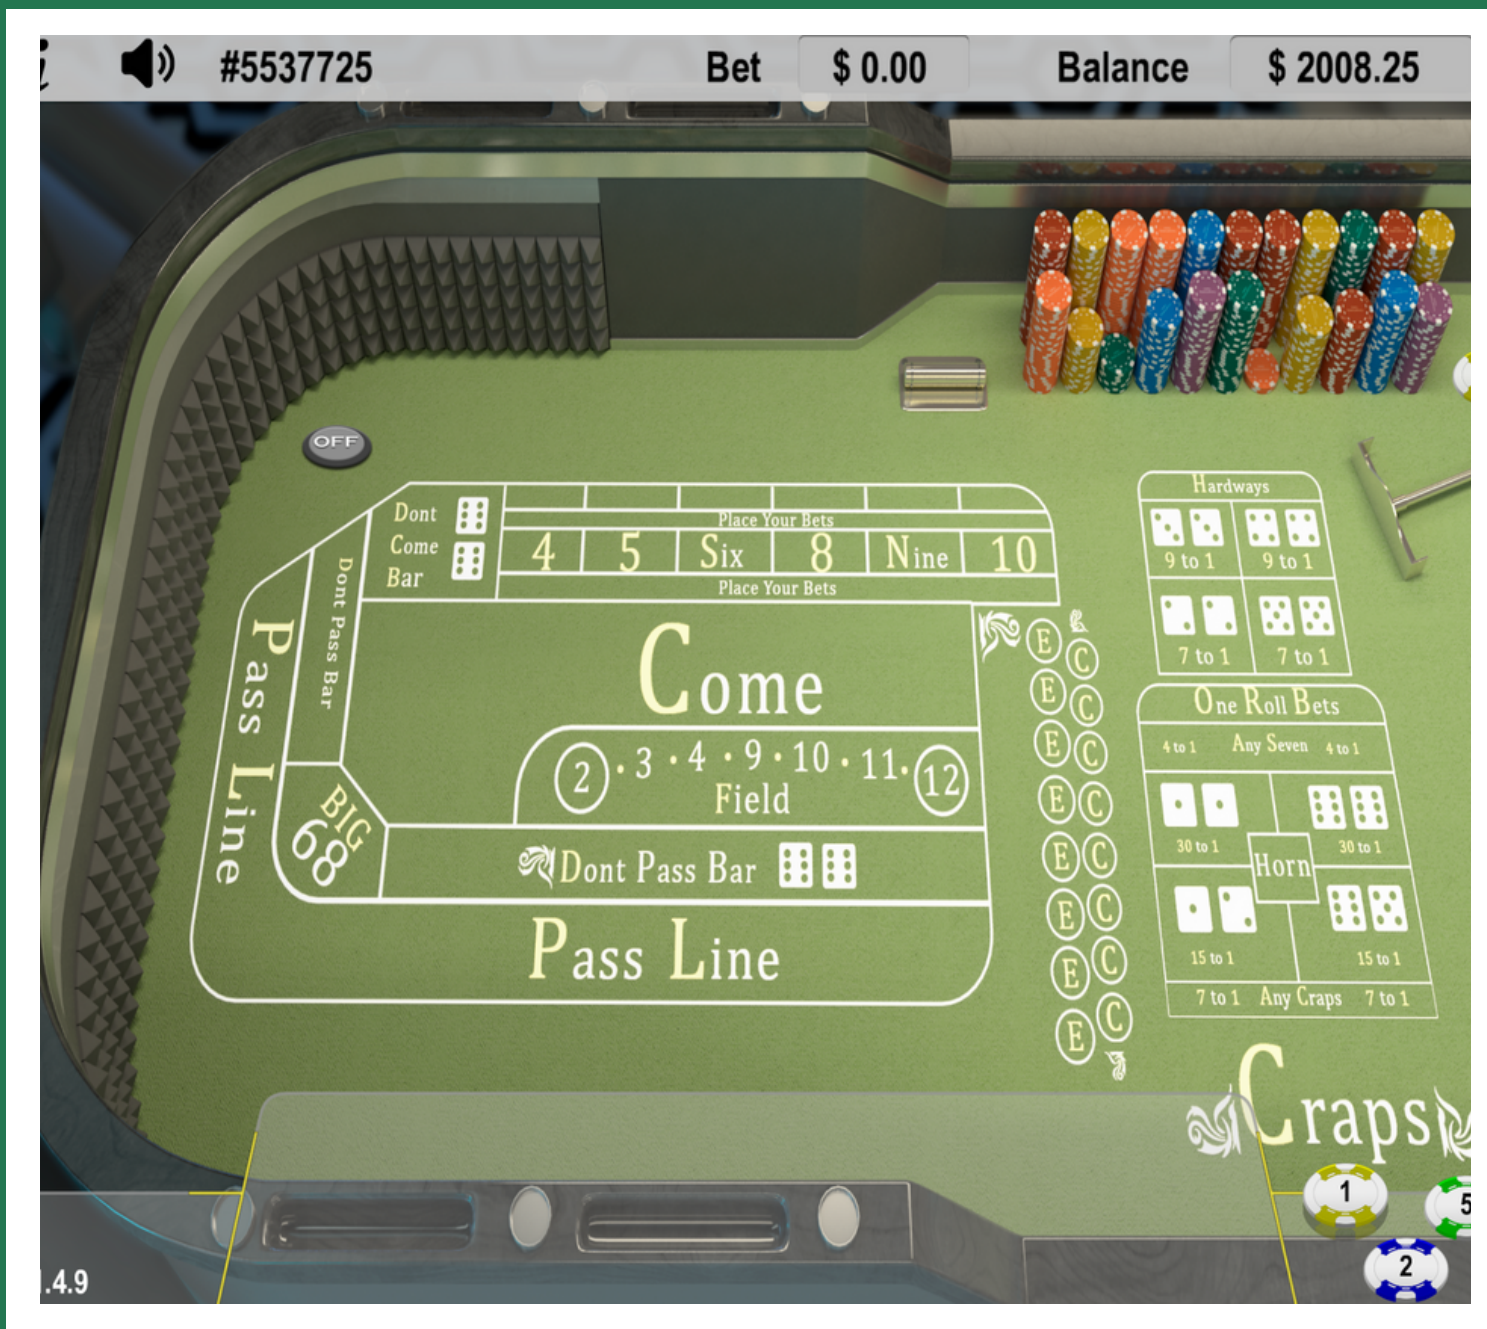 #5537725 Bet $ 0.00 Balance $ 2008.25
OFF
Dont
Come
Bar
Place Your Bets
4 5 Six 8 Nine 10
Place Your Bets
Dont Pass Bar
Pass Line
Come
2 · 3 · 4 · 9 · 10 · 11 · 12
Field
BIG
68
Dont Pass Bar
Pass Line
E C
E C
E C
E C
E C
E C
E C
E C
Hardways
9 to 1 9 to 1
7 to 1 7 to 1
One Roll Bets
4 to 1 Any Seven 4 to 1
30 to 1 30 to 1
Horn
15 to 1 15 to 1
7 to 1 Any Craps 7 to 1
Craps
1
5
2
.4.9